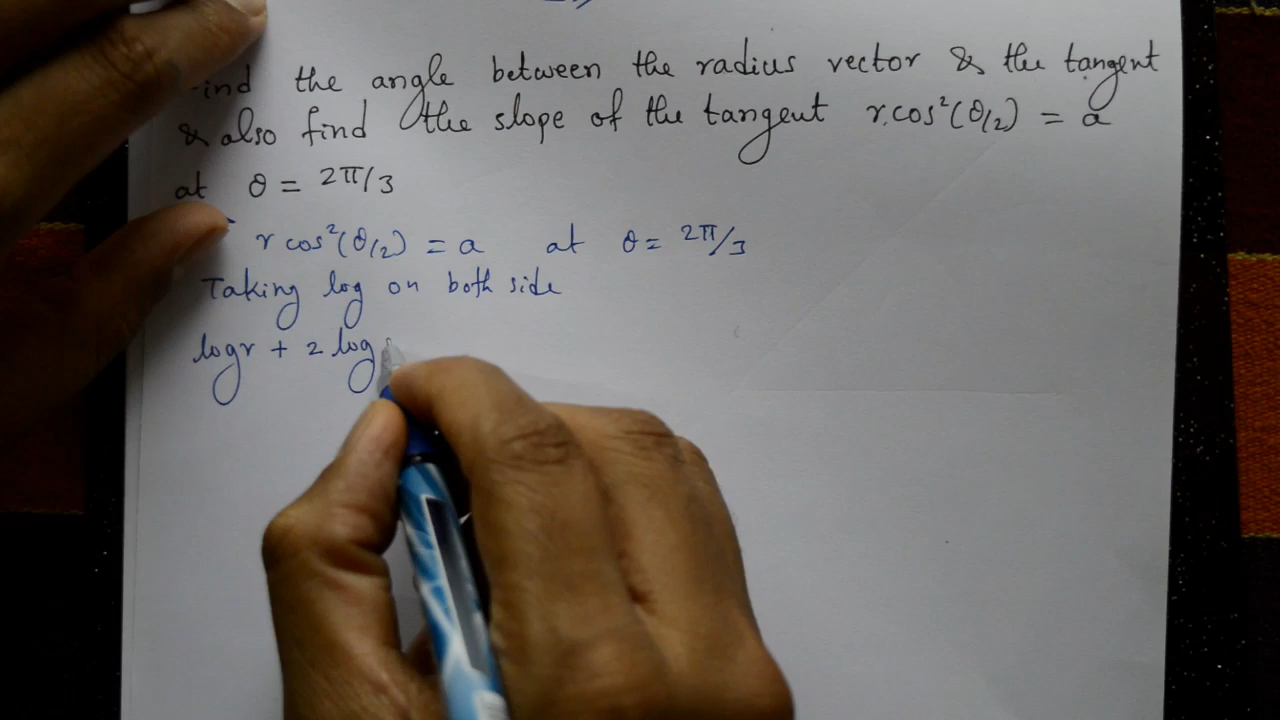 ind the angle between the radius vector & the tangent
& also find the slope of the tangent r.cos²(θ/2) = a
at θ = 2π/3
r cos²(θ/2) = a at θ = 2π/3
Taking log on both side
logr + 2 log